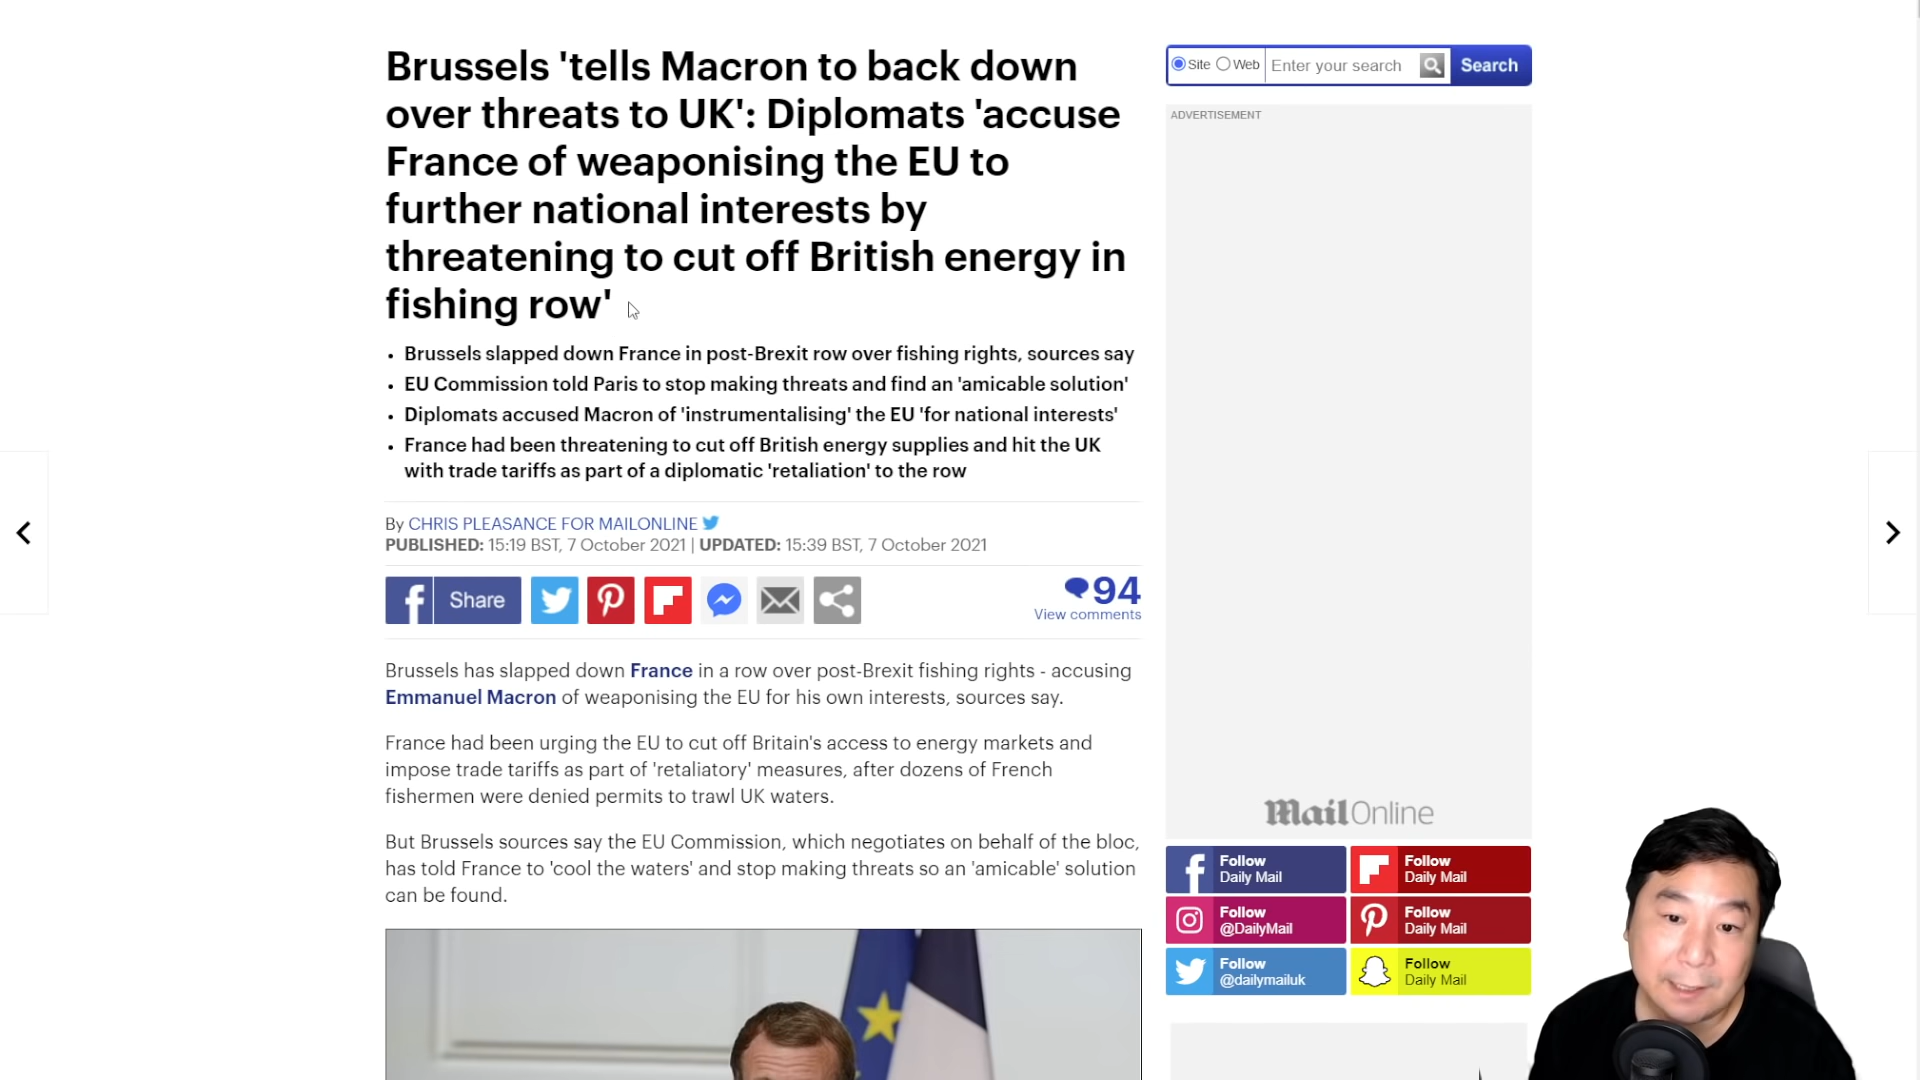 Brussels 'tells Macron to back down
over threats to UK': Diplomats 'accuse
France of weaponising the EU to
further national interests by
threatening to cut off British energy in
fishing row'
Brussels slapped down France in post-Brexit row over fishing rights, sources say
EU Commission told Paris to stop making threats and find an 'amicable solution'
Diplomats accused Macron of 'instrumentalising' the EU 'for national interests'
France had been threatening to cut off British energy supplies and hit the UK
with trade tariffs as part of a diplomatic 'retaliation' to the row
By CHRIS PLEASANCE FOR MAILONLINE
PUBLISHED: 15:19 BST, 7 October 2021 | UPDATED: 15:39 BST, 7 October 2021
Share
94
View comments
Brussels has slapped down France in a row over post-Brexit fishing rights - accusing
Emmanuel Macron of weaponising the EU for his own interests, sources say.
France had been urging the EU to cut off Britain's access to energy markets and
impose trade tariffs as part of 'retaliatory' measures, after dozens of French
fishermen were denied permits to trawl UK waters.
But Brussels sources say the EU Commission, which negotiates on behalf of the bloc,
has told France to 'cool the waters' and stop making threats so an 'amicable' solution
can be found.
Site Web Enter your search Search
ADVERTISEMENT
MailOnline
Follow
Daily Mail
Follow
Daily Mail
Follow
@DailyMail
Follow
Daily Mail
Follow
@dailymailuk
Follow
Daily Mail